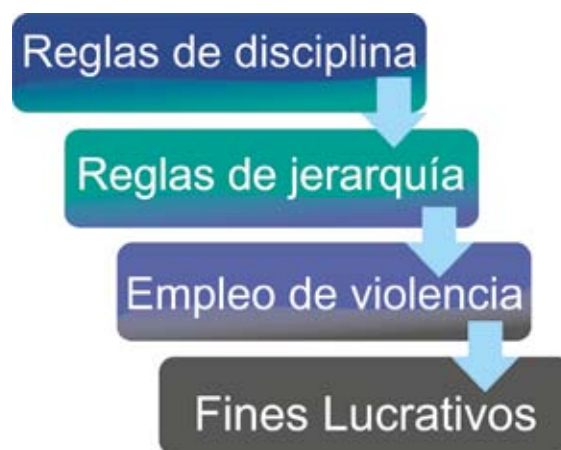 Reglas de disciplina
Reglas de jerarquía
Empleo de violencia
Fines Lucrativos